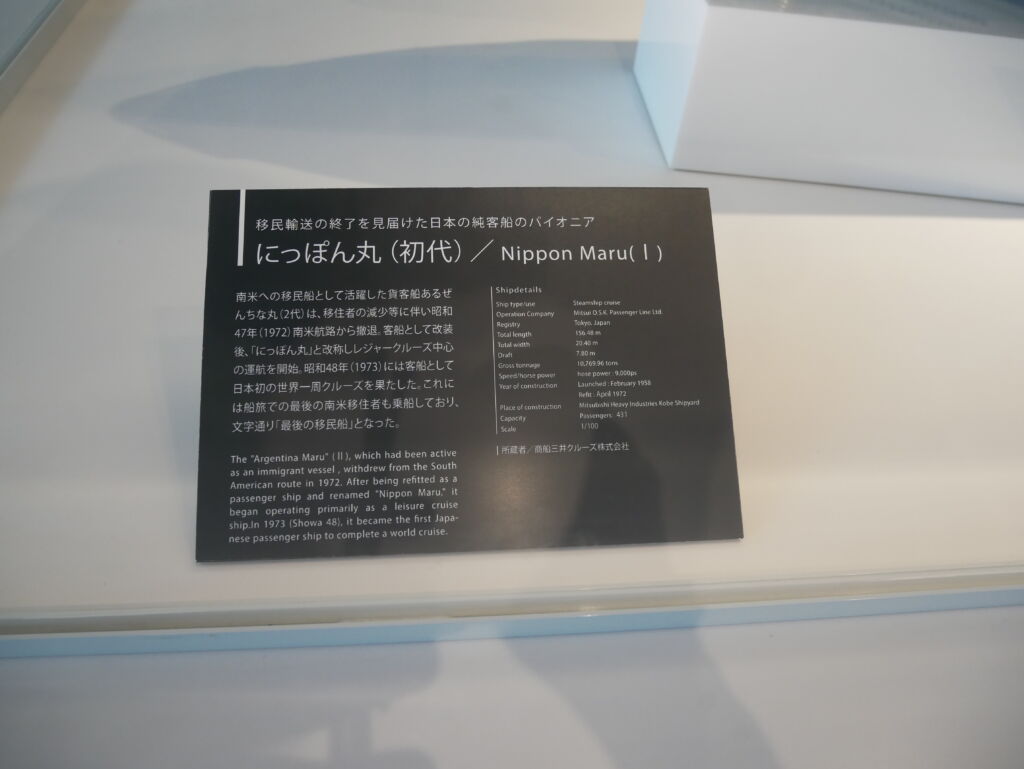 移民輸送の終了を見届けた日本の純客船のパイオニア
にっぽん丸（初代）／ Nippon Maru(Ⅰ)
南米への移民船として活躍した貨客船あるぜ
んちな丸（2代）は、移住者の減少等に伴い昭和
47年（1972）南米航路から撤退。客船として改装
後、「にっぽん丸」と改称しレジャークルーズ中心
の運航を開始。昭和48年（1973）には客船として
日本初の世界一周クルーズを果たした。これに
は船旅での最後の南米移住者も乗船しており、
文字通り「最後の移民船」となった。
The "Argentina Maru" (Ⅱ), which had been active
as an immigrant vessel , withdrew from the South
American route in 1972. After being refitted as a
passenger ship and renamed "Nippon Maru," it
began operating primarily as a leisure cruise
ship.In 1973 (Showa 48), it became the first Japa-
nese passenger ship to complete a world cruise.
Shipdetails
Ship type/use Steamship cruise
Operation Company Mitsui O.S.K. Passenger Line Ltd.
Registry Tokyo, Japan
Total length 156.48 m
Total width 20.40 m
Draft 7.80 m
Gross tonnage 10,769.96 tons
Speed/horse power hose power : 9,000ps
Year of construction Launched : February 1958
Refit : April 1972
Place of construction Mitsubishi Heavy Industries Kobe Shipyard
Capacity Passengers: 431
Scale 1/100
所蔵者／商船三井クルーズ株式会社